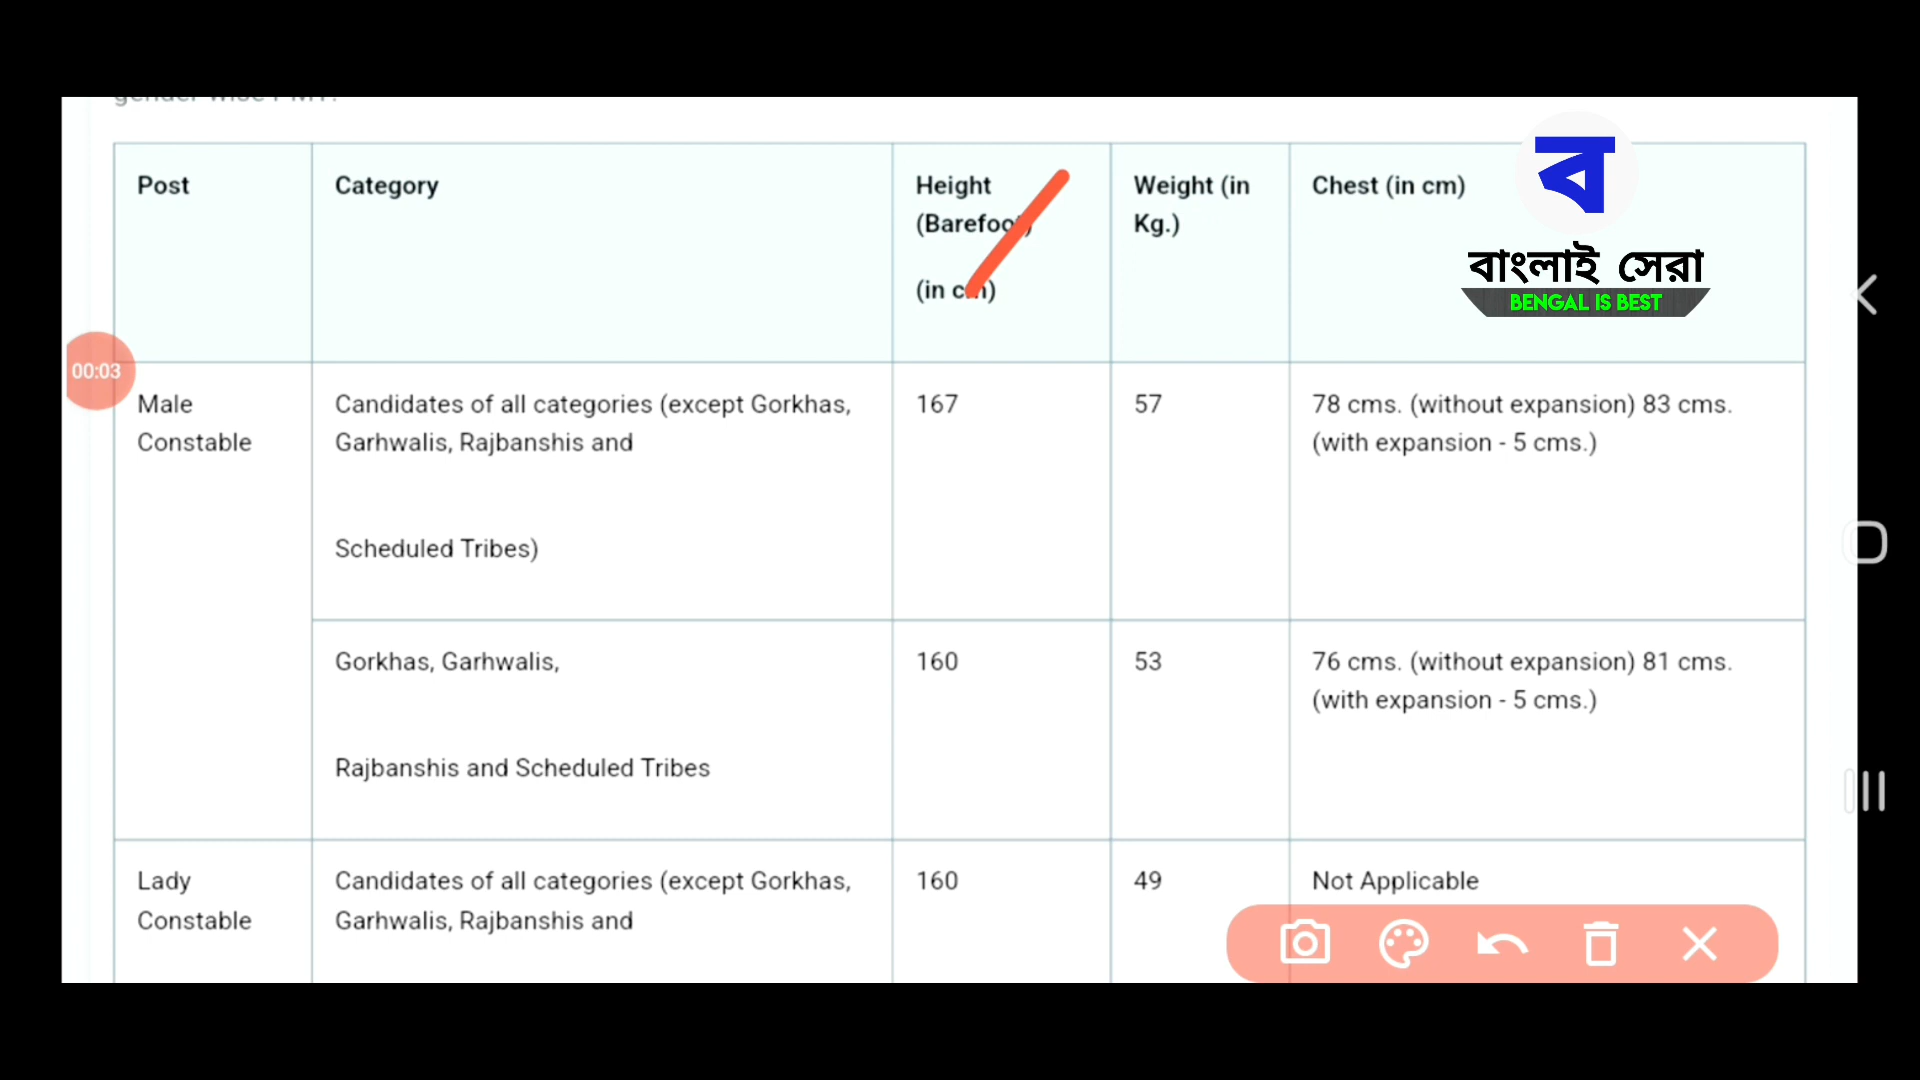 Post
Category
Height
(Barefoot)
(in cm)
Weight (in
Kg.)
Chest (in cm)
ব
বাংলাই সেরা
BENGAL IS BEST
00:03
Male
Constable
Candidates of all categories (except Gorkhas,
Garhwalis, Rajbanshis and
Scheduled Tribes)
167
57
78 cms. (without expansion) 83 cms.
(with expansion - 5 cms.)
Gorkhas, Garhwalis,
Rajbanshis and Scheduled Tribes
160
53
76 cms. (without expansion) 81 cms.
(with expansion - 5 cms.)
Lady
Constable
Candidates of all categories (except Gorkhas,
Garhwalis, Rajbanshis and
160
49
Not Applicable